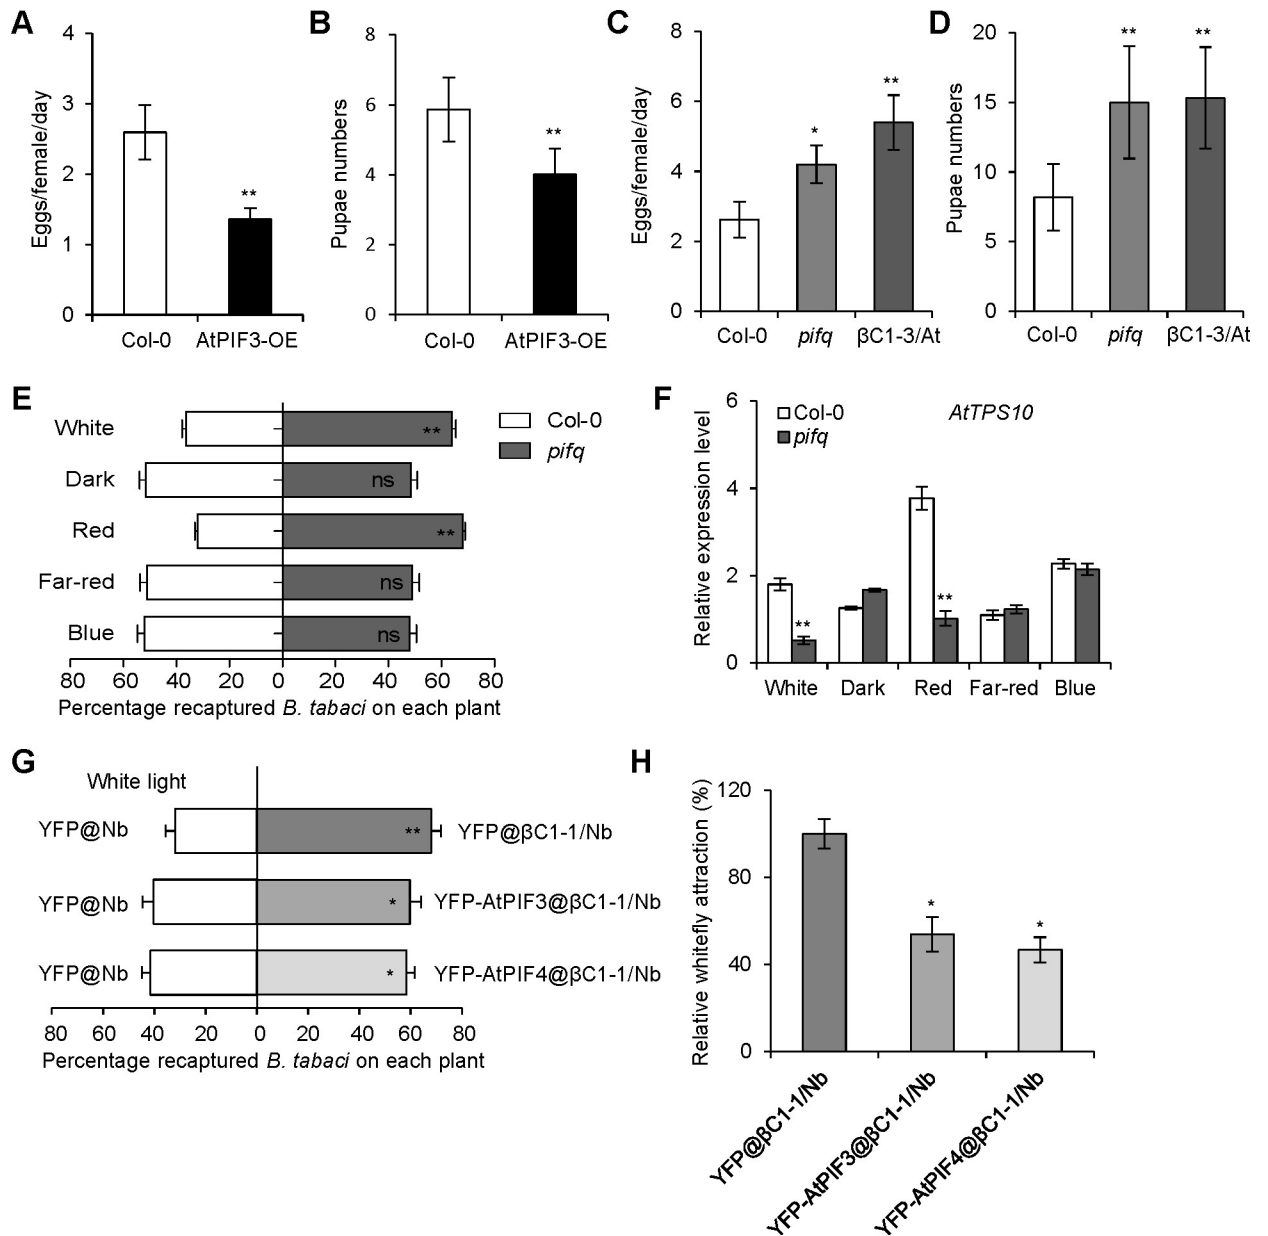 A
Eggs/female/day
4
3
2
1
0
**
Col-0
AtPIF3-OE
B
Pupae numbers
8
6
4
2
0
**
Col-0
AtPIF3-OE
C
Eggs/female/day
8
6
4
2
0
*
**
Col-0
pifq
βC1-3/At
D
Pupae numbers
20
15
10
5
0
**
**
Col-0
pifq
βC1-3/At
E
White
**
Dark
ns
Red
**
Far-red
ns
Blue
ns
Col-0
pifq
80 60 40 20 0 20 40 60 80
Percentage recaptured B. tabaci on each plant
F
Relative expression level
6
4
2
0
Col-0
pifq
AtTPS10
**
**
White Dark Red Far-red Blue
G
White light
YFP@Nb ** YFP@βC1-1/Nb
YFP@Nb * YFP-AtPIF3@βC1-1/Nb
YFP@Nb * YFP-AtPIF4@βC1-1/Nb
80 60 40 20 0 20 40 60 80
Percentage recaptured B. tabaci on each plant
H
Relative whitefly attraction (%)
120
80
40
0
*
*
YFP@βC1-1/Nb
YFP-AtPIF3@βC1-1/Nb
YFP-AtPIF4@βC1-1/Nb